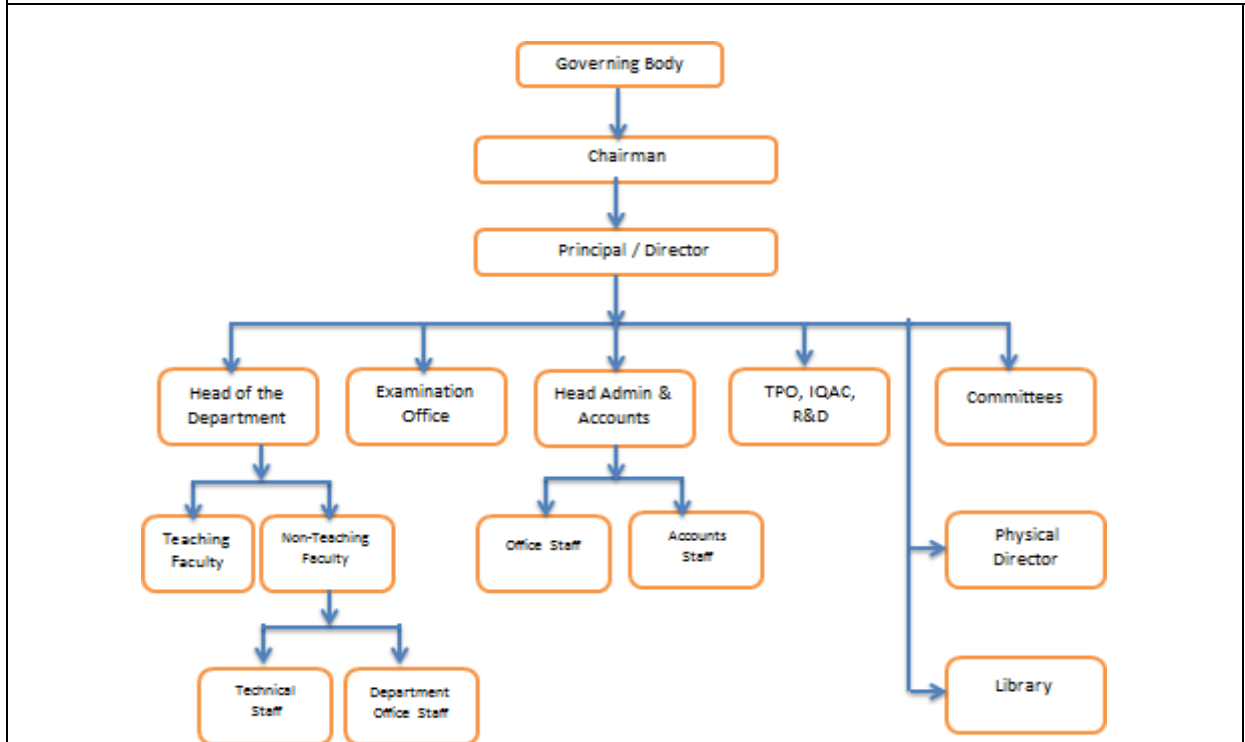 Governing Body
Chairman
Principal / Director
Head of the
Department
Examination
Office
Head Admin &
Accounts
TPO, IQAC,
R&D
Committees
Teaching
Faculty
Non-Teaching
Faculty
Office Staff
Accounts
Staff
Physical
Director
Technical
Staff
Department
Office Staff
Library